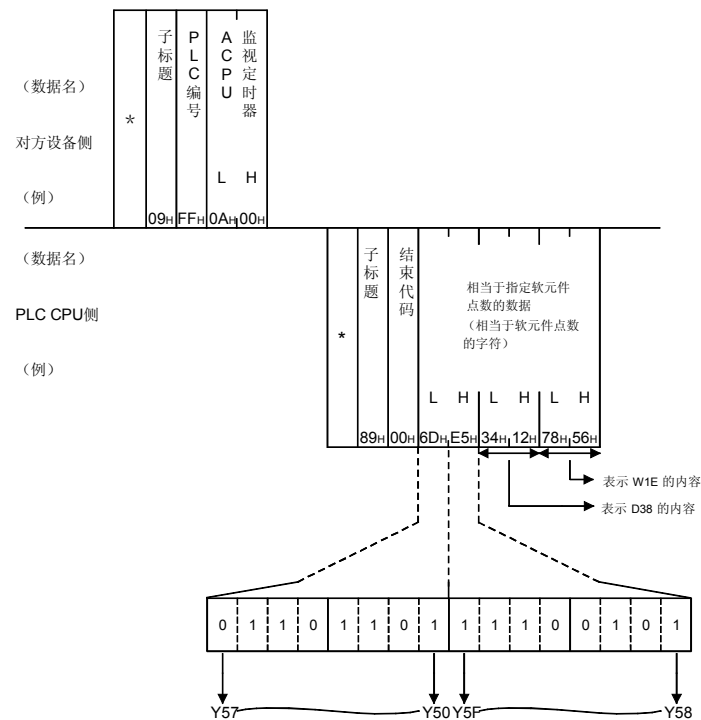 （数据名）
对方设备侧
（例）
*
子标题
PLC编号
ACPU
监视定时器
L H
09H FFH 0AH 00H
（数据名）
PLC CPU侧
（例）
*
子标题
结束代码
相当于指定软元件
点数的数据
（相当于软元件点数
的字符）
L H L H L H
89H 00H 6DH E5H 34H 12H 78H 56H
表示 W1E 的内容
表示 D38 的内容
0 1 1 0 1 1 0 1 1 1 1 0 0 1 0 1
Y57 Y50 Y5F Y58